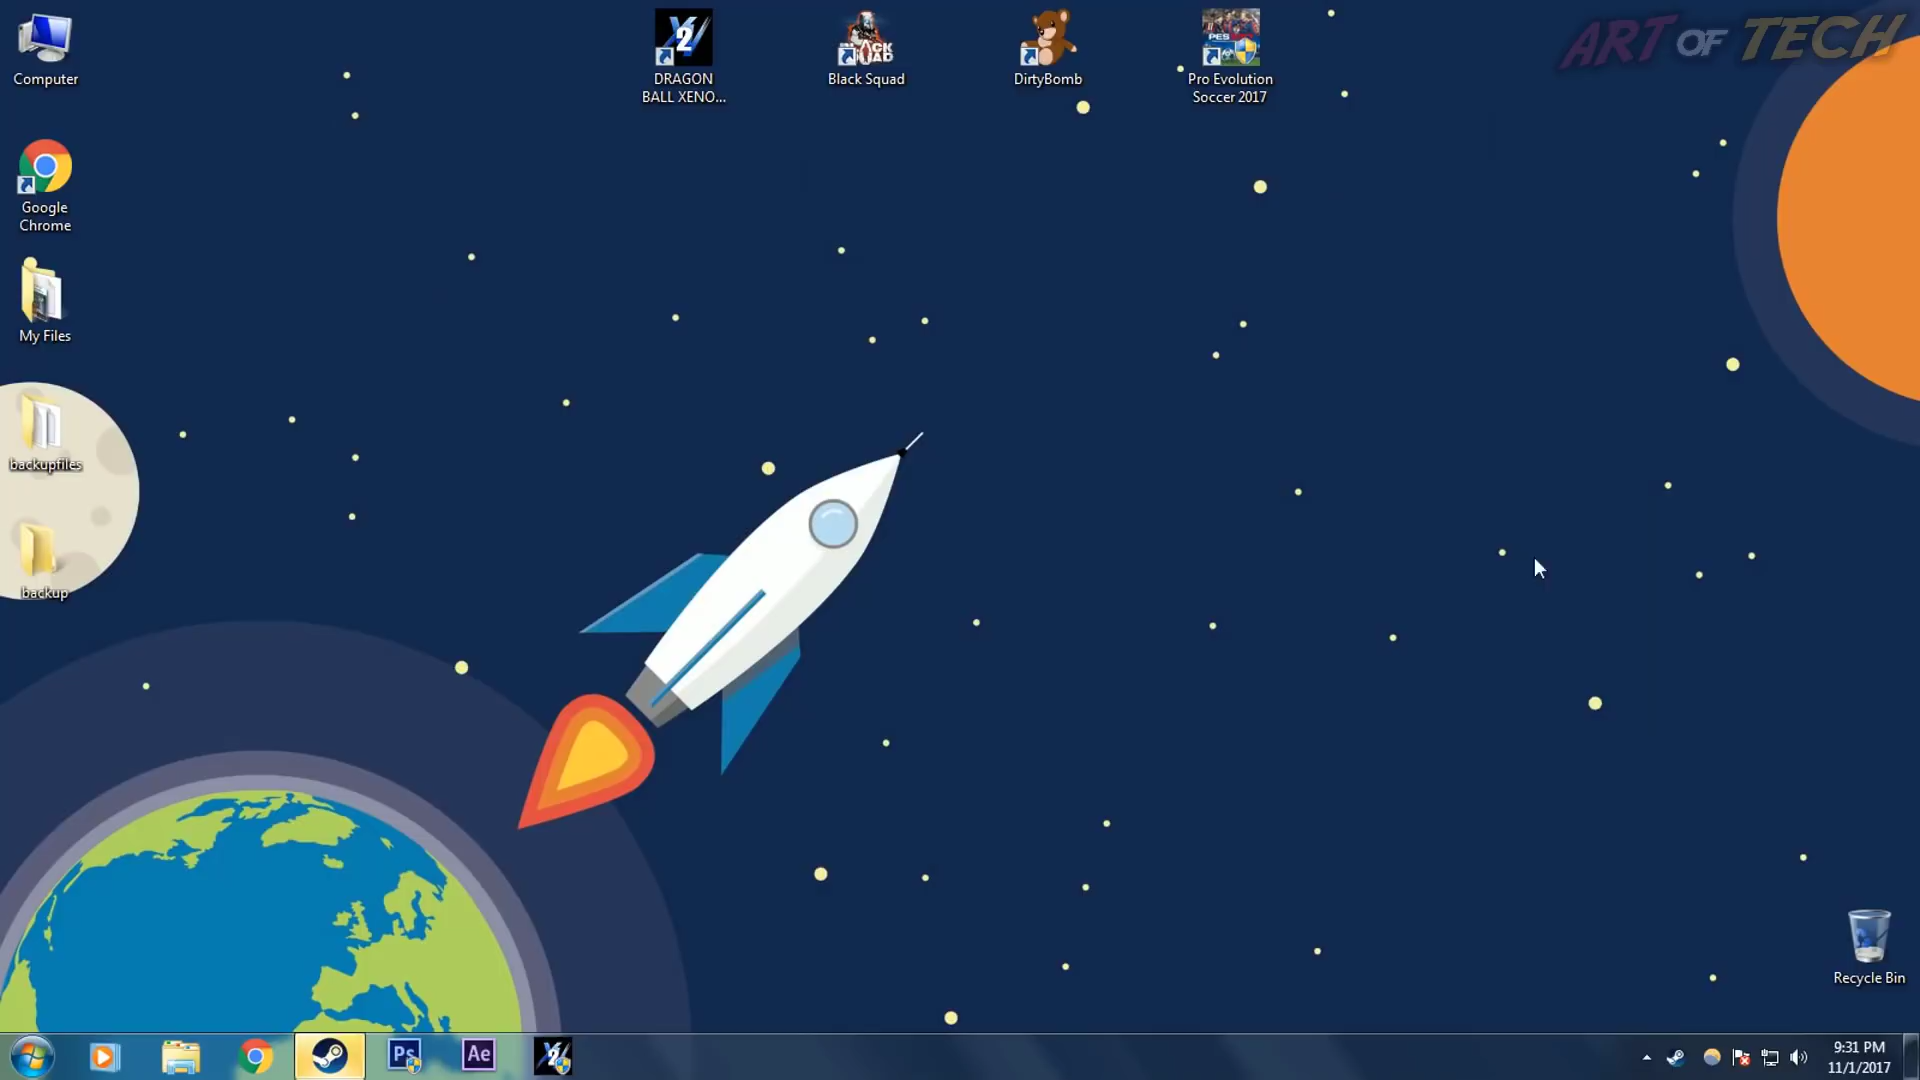 ART OF TECH
Computer
DRAGON
BALL XENO...
Black Squad
DirtyBomb
PES
Pro Evolution
Soccer 2017
Google
Chrome
My Files
backupfiles
backup
Recycle Bin
Ps
Ae
9:31 PM
11/1/2017